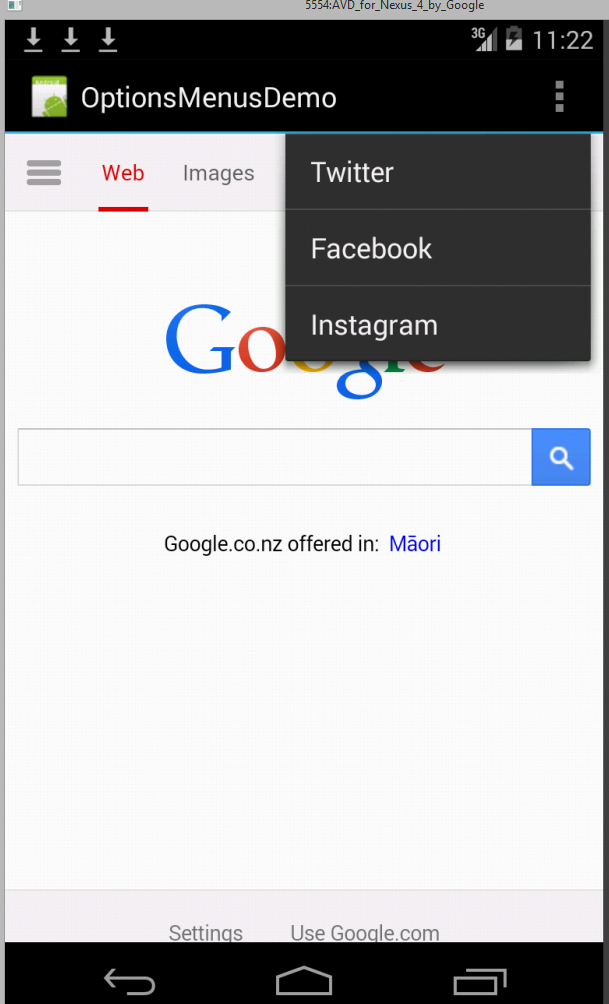 5554:AVD_for_Nexus_4_by_Google
3G 11:22
OptionsMenusDemo
Web Images
Twitter
Facebook
Instagram
Google
Google.co.nz offered in: Māori
Settings Use Google.com